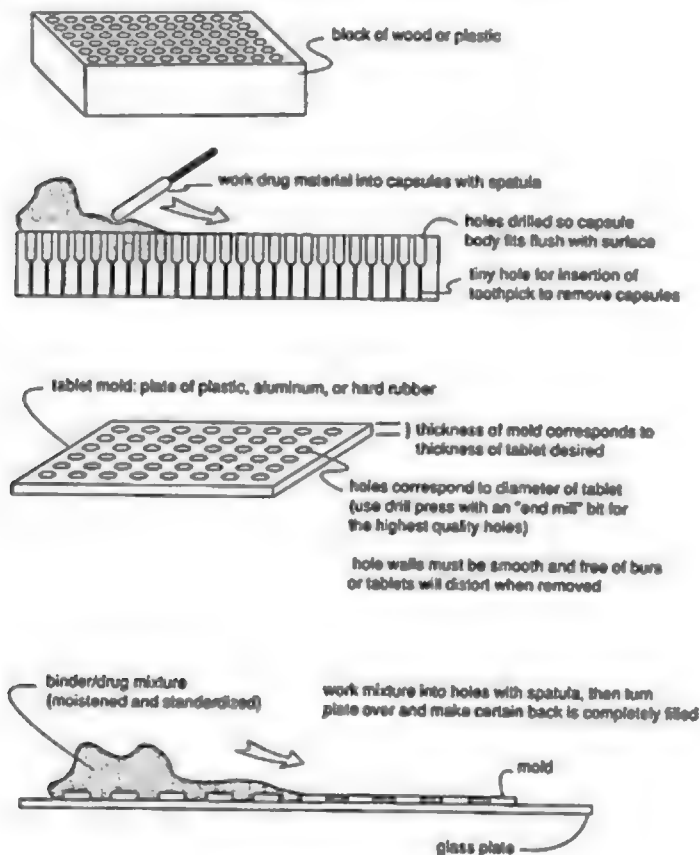 block of wood or plastic
work drug material into capsules with spatula
holes drilled so capsule
body fits flush with surface
tiny hole for insertion of
toothpick to remove capsules
tablet mold: plate of plastic, aluminum, or hard rubber
} thickness of mold corresponds to
thickness of tablet desired
holes correspond to diameter of tablet
(use drill press with an "end mill" bit for
the highest quality holes)
hole walls must be smooth and free of burs
or tablets will distort when removed
binder/drug mixture
(moistened and standardized)
work mixture into holes with spatula, then turn
plate over and make certain back is completely filled
mold
glass plate